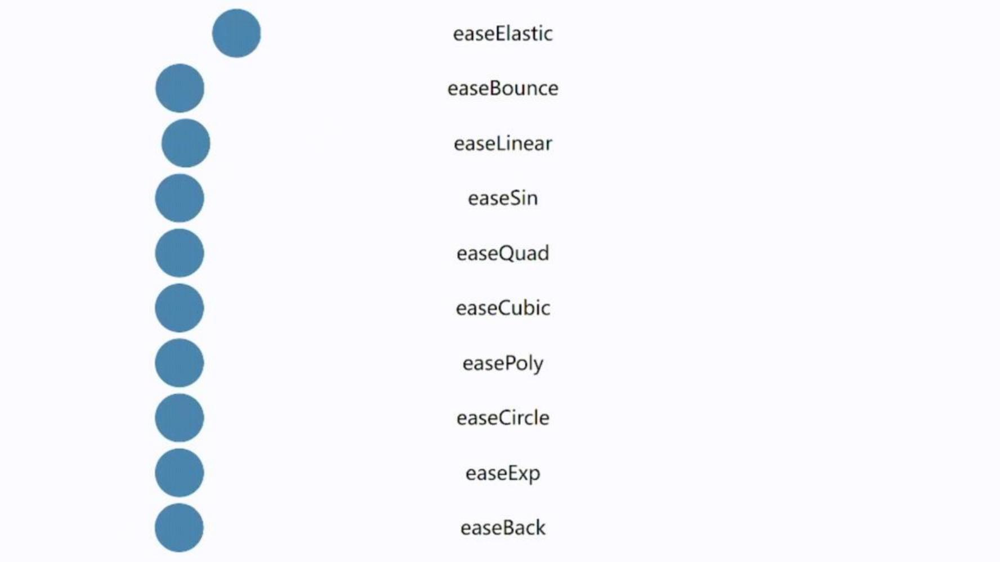 easeElastic
easeBounce
easeLinear
easeSin
easeQuad
easeCubic
easePoly
easeCircle
easeExp
easeBack